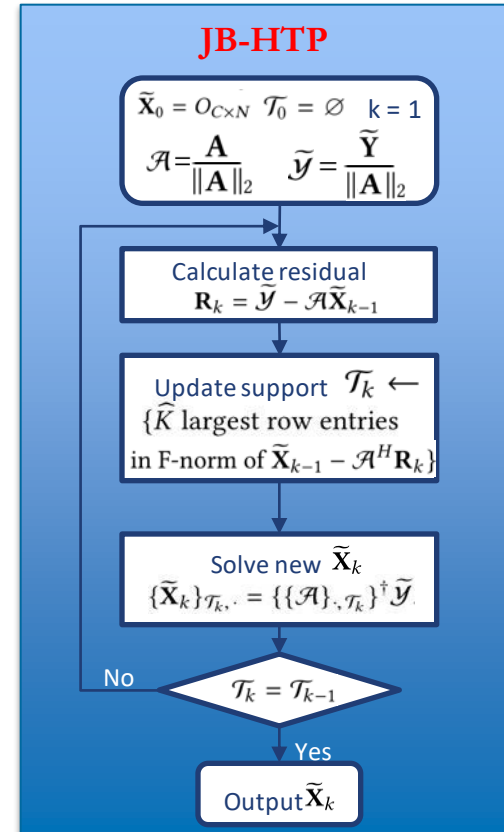 JB-HTP
X̃₀ = O_{C×N} 𝒯₀ = ∅ k = 1
𝒜 = A / ‖A‖₂ 𝒴̃ = Ỹ / ‖A‖₂
Calculate residual
R_k = 𝒴̃ − 𝒜X̃_{k−1}
Update support 𝒯_k ←
{K̂ largest row entries
in F-norm of X̃_{k−1} − 𝒜^H R_k}
Solve new X̃_k
{X̃_k}_{𝒯_k,·} = {{𝒜}_{·,𝒯_k}}^† 𝒴̃
No
𝒯_k = 𝒯_{k−1}
Yes
Output X̃_k